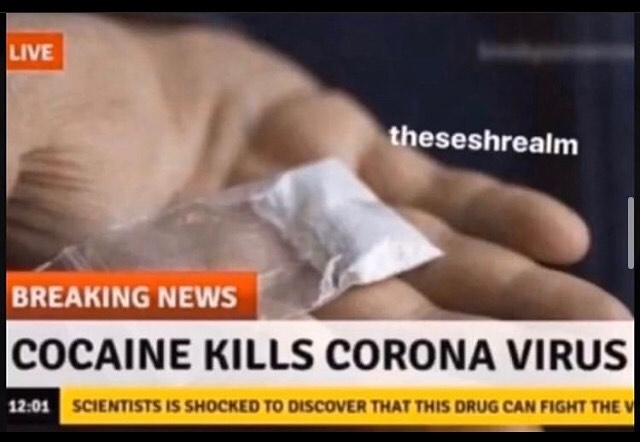 LIVE
theseshrealm
BREAKING NEWS
COCAINE KILLS CORONA VIRUS
12:01 SCIENTISTS IS SHOCKED TO DISCOVER THAT THIS DRUG CAN FIGHT THE V